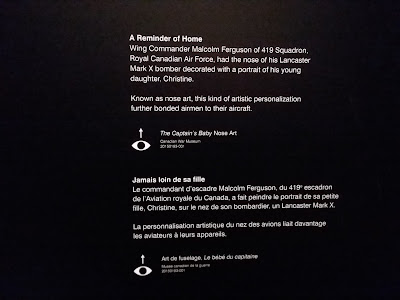 A Reminder of Home
Wing Commander Malcolm Ferguson of 419 Squadron,
Royal Canadian Air Force, had the nose of his Lancaster
Mark X bomber decorated with a portrait of his young
daughter, Christine.
Known as nose art, this kind of artistic personalization
further bonded airmen to their aircraft.
The Captain's Baby Nose Art
Canadian War Museum
Jamais loin de sa fille
Le commandant d'escadre Malcolm Ferguson, du 419e escadron
de l'Aviation royale du Canada, a fait peindre le portrait de sa petite
fille, Christine, sur le nez de son bombardier, un Lancaster Mark X.
La personnalisation artistique du nez des avions liait davantage
les aviateurs à leurs appareils.
Art de fuselage, Le bébé du capitaine
Musée canadien de la guerre